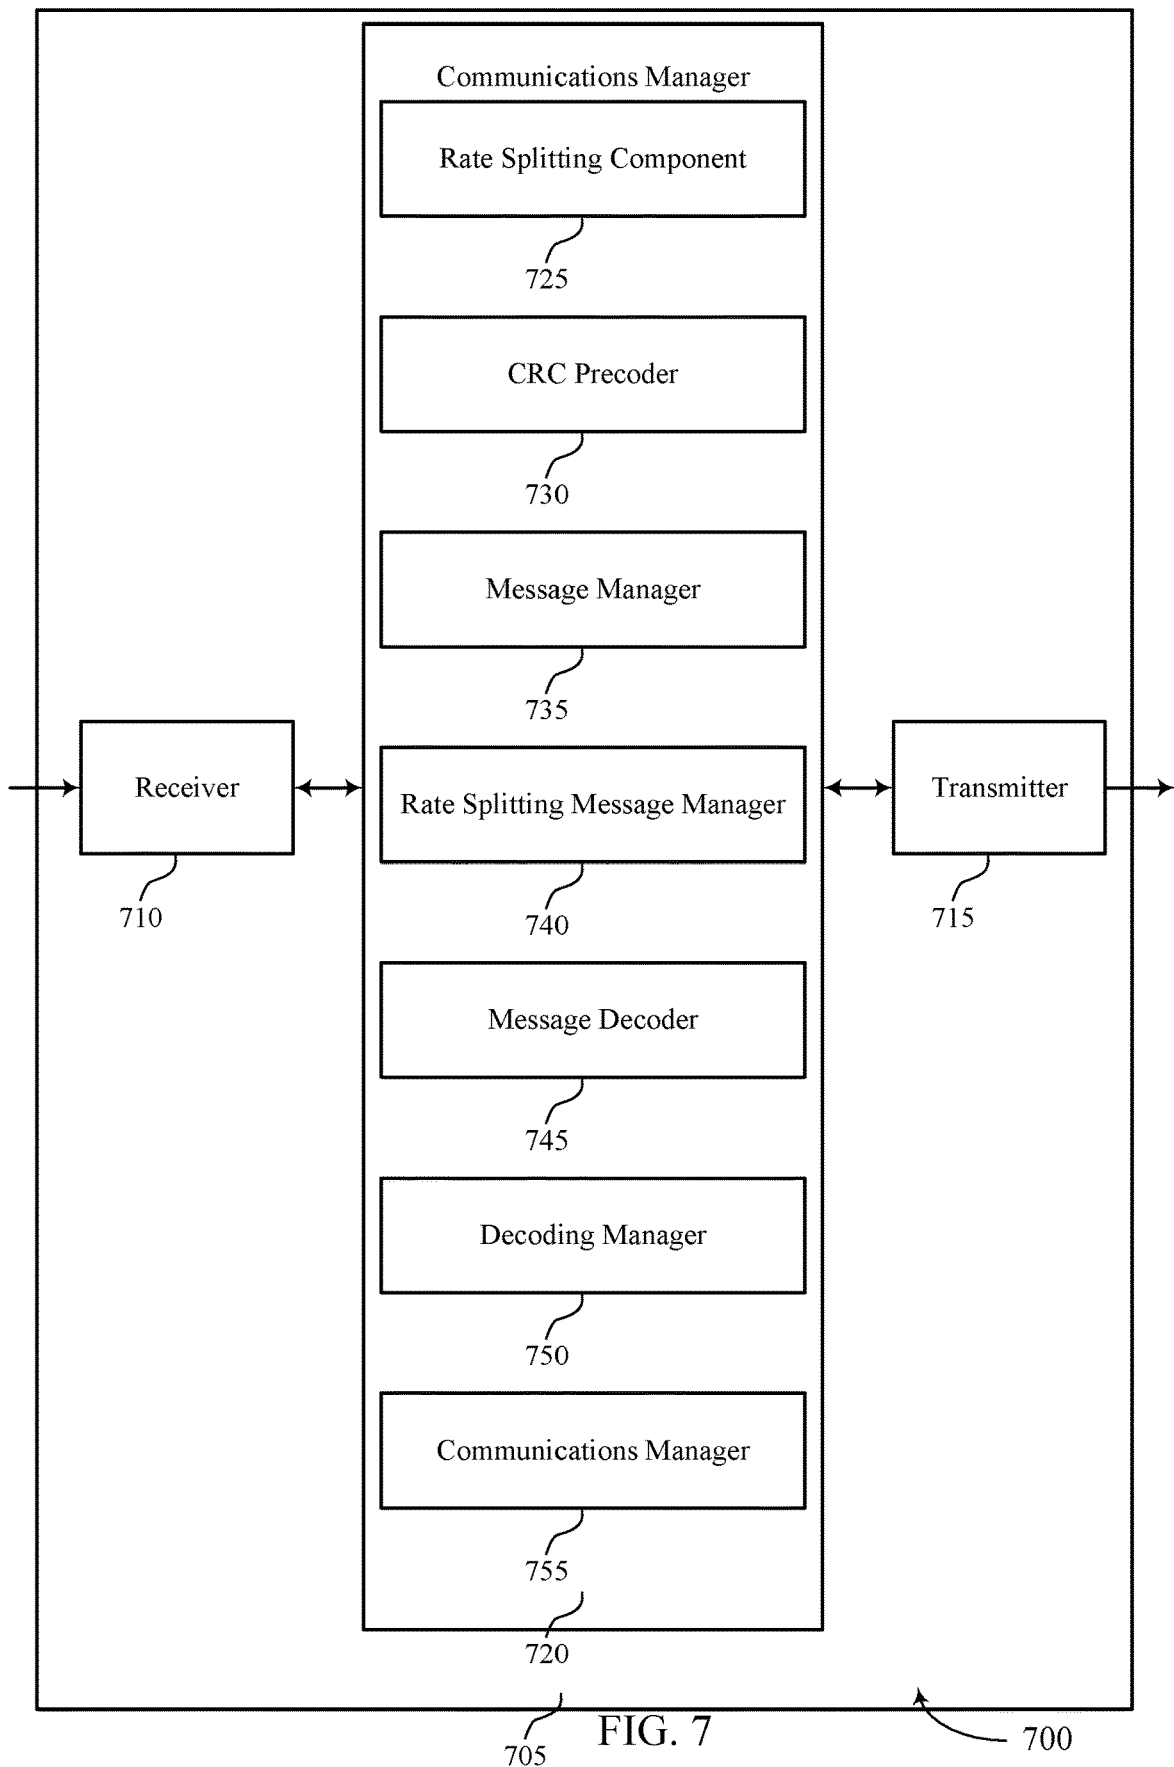 Communications Manager
Rate Splitting Component
725
CRC Precoder
730
Message Manager
735
Receiver
710
Rate Splitting Message Manager
740
Transmitter
715
Message Decoder
745
Decoding Manager
750
Communications Manager
755
720
705
FIG. 7
700